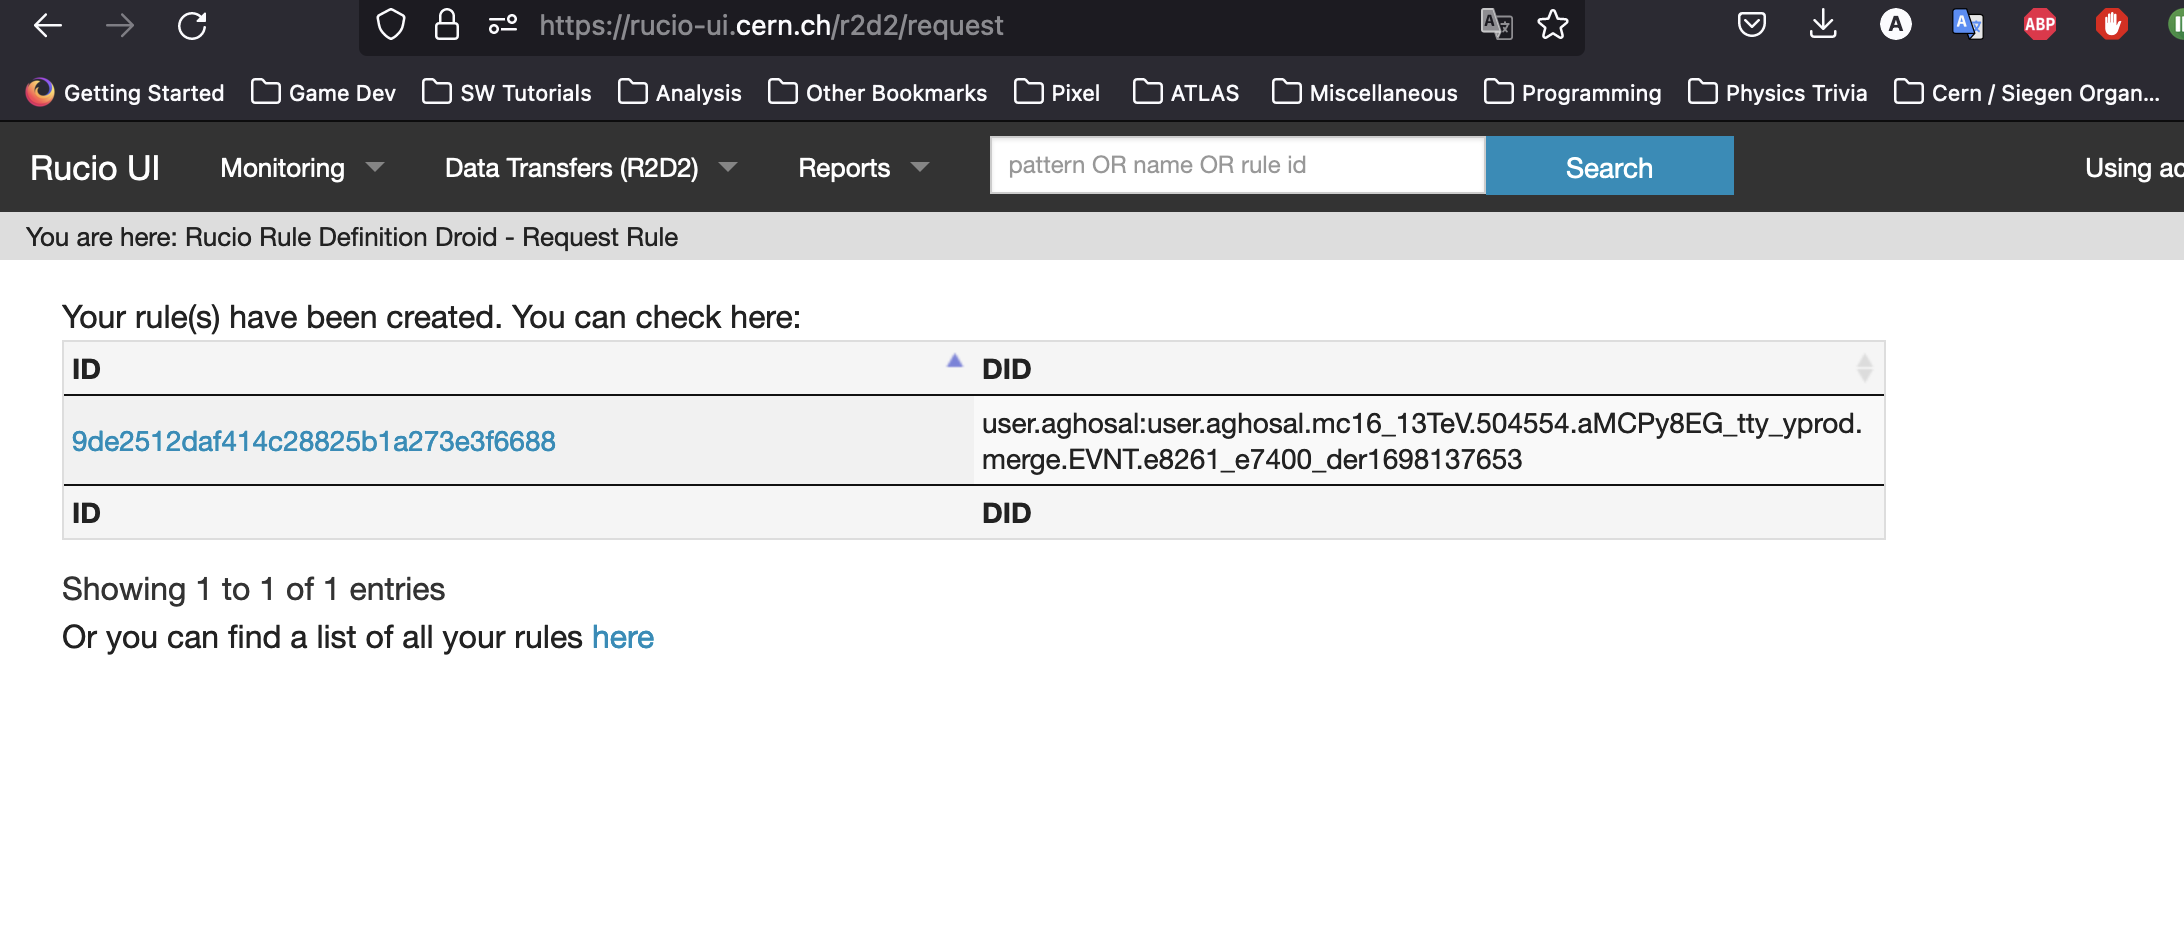 https://rucio-ui.cern.ch/r2d2/request
A
A
A
ABP
Getting Started Game Dev SW Tutorials Analysis Other Bookmarks Pixel ATLAS Miscellaneous Programming Physics Trivia Cern / Siegen Organ...
Rucio UI Monitoring Data Transfers (R2D2) Reports pattern OR name OR rule id Search Using ac
You are here: Rucio Rule Definition Droid - Request Rule
Your rule(s) have been created. You can check here:
ID DID
9de2512daf414c28825b1a273e3f6688 user.aghosal:user.aghosal.mc16_13TeV.504554.aMCPy8EG_tty_yprod.
merge.EVNT.e8261_e7400_der1698137653
ID DID
Showing 1 to 1 of 1 entries
Or you can find a list of all your rules here